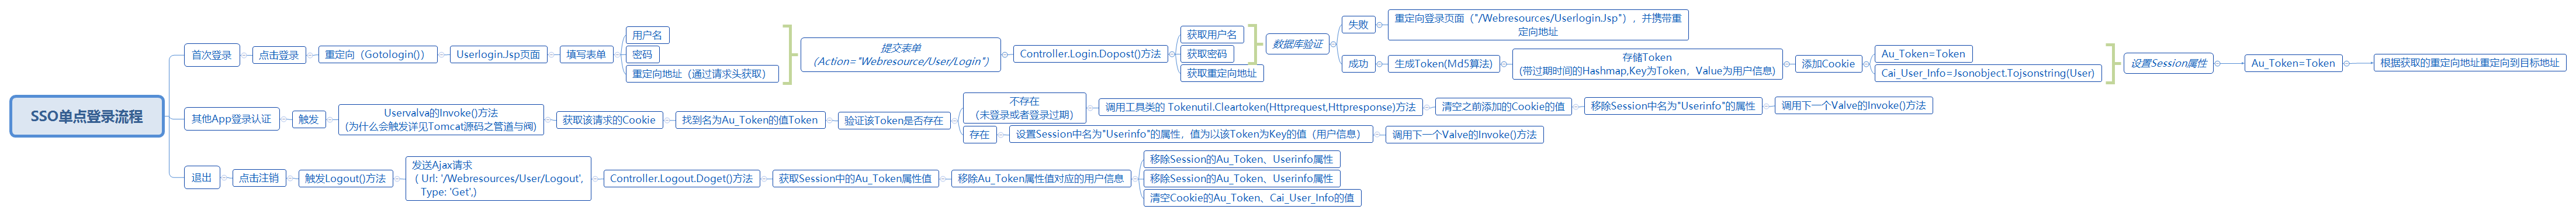 SSO单点登录流程
首次登录
点击登录
重定向（Gotologin()）
Userlogin.Jsp页面
填写表单
用户名
密码
重定向地址（通过请求头获取）
提交表单
（Action="Webresource/User/Login"）
Controller.Login.Dopost()方法
获取用户名
获取密码
获取重定向地址
数据库验证
失败
重定向登录页面（"/Webresources/Userlogin.Jsp"），并携带重
定向地址
成功
生成Token(Md5算法)
存储Token
(带过期时间的Hashmap,Key为Token，Value为用户信息)
添加Cookie
Au_Token=Token
Cai_User_Info=Jsonobject.Tojsonstring(User)
设置Session属性
Au_Token=Token
根据获取的重定向地址重定向到目标地址
其他App登录认证
触发
Uservalva的Invoke()方法
(为什么会触发详见Tomcat源码之管道与阀)
获取该请求的Cookie
找到名为Au_Token的值Token
验证该Token是否存在
不存在
（未登录或者登录过期）
调用工具类的 Tokenutil.Cleartoken(Httprequest,Httpresponse)方法
清空之前添加的Cookie的值
移除Session中名为"Userinfo"的属性
调用下一个Valve的Invoke()方法
存在
设置Session中名为"Userinfo"的属性，值为以该Token为Key的值（用户信息）
调用下一个Valve的Invoke()方法
退出
点击注销
触发Logout()方法
发送Ajax请求
（ Url: '/Webresources/User/Logout',
Type: 'Get',)
Controller.Logout.Doget()方法
获取Session中的Au_Token属性值
移除Au_Token属性值对应的用户信息
移除Session的Au_Token、Userinfo属性
移除Session的Au_Token、Userinfo属性
清空Cookie的Au_Token、Cai_User_Info的值